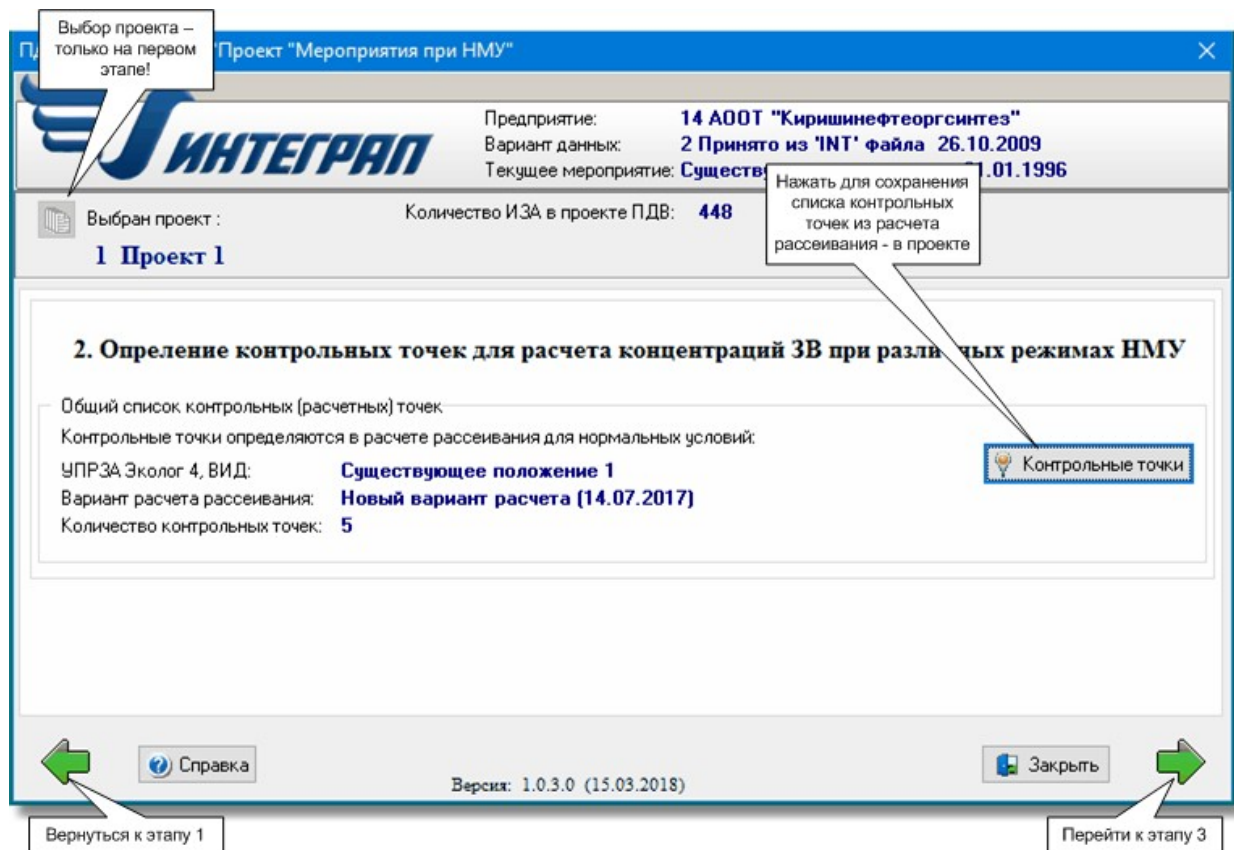 Выбор проекта –
только на первом
этапе!
"Проект "Мероприятия при НМУ"
ИНТЕГРАЛ
Предприятие: 14 АООТ "Киришинефтеоргсинтез"
Вариант данных: 2 Принято из 'INT' файла 26.10.2009
Текущее мероприятие: .01.1996
Нажать для сохранения
списка контрольных
точек из расчета
рассеивания - в проекте
Выбран проект : Количество ИЗА в проекте ПДВ: 448
1 Проект 1
2. Опреление контрольных точек для расчета концентраций ЗВ при различных режимах НМУ
Общий список контрольных (расчетных) точек
Контрольные точки определяются в расчете рассеивания для нормальных условий:
УПРЗА Эколог 4, ВИД: Существующее положение 1
Вариант расчета рассеивания: Новый вариант расчета (14.07.2017)
Количество контрольных точек: 5
Контрольные точки
Справка
Закрыть
Версия: 1.0.3.0 (15.03.2018)
Вернуться к этапу 1
Перейти к этапу 3